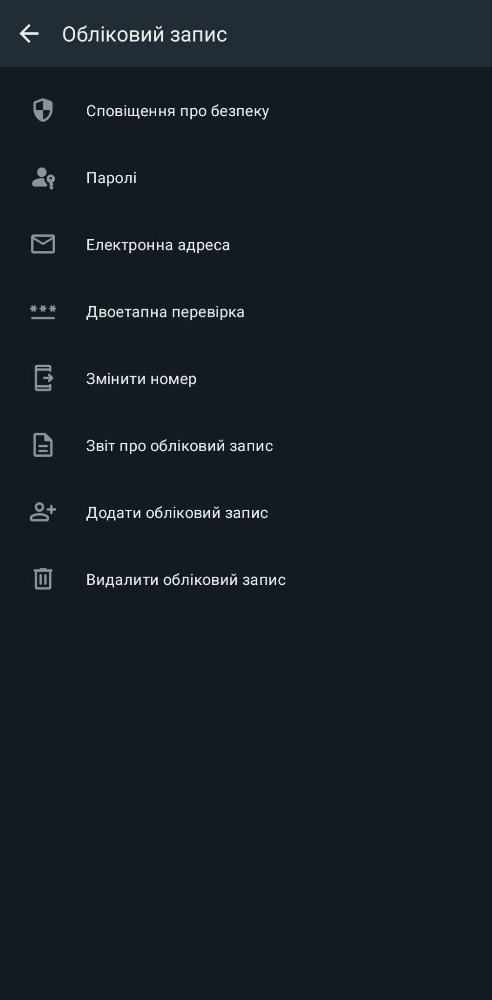 Обліковий запис
Сповіщення про безпеку
Паролі
Електронна адреса
Двоетапна перевірка
Змінити номер
Звіт про обліковий запис
Додати обліковий запис
Видалити обліковий запис